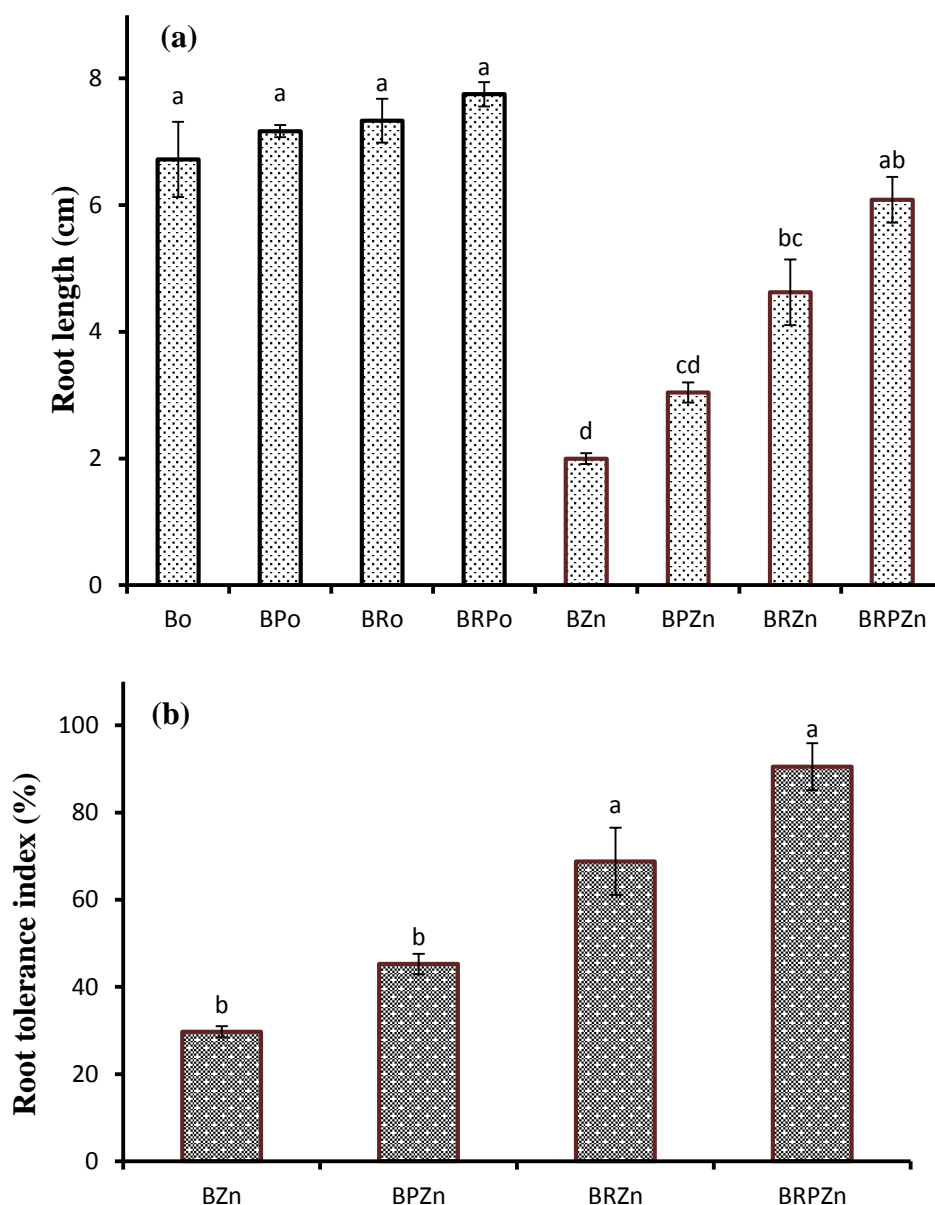 (a)
Root length (cm)
8
6
4
2
0
a
a
a
a
d
cd
bc
ab
Bo BPo BRo BRPo BZn BPZn BRZn BRPZn
(b)
Root tolerance index (%)
100
80
60
40
20
0
b
b
a
a
BZn BPZn BRZn BRPZn